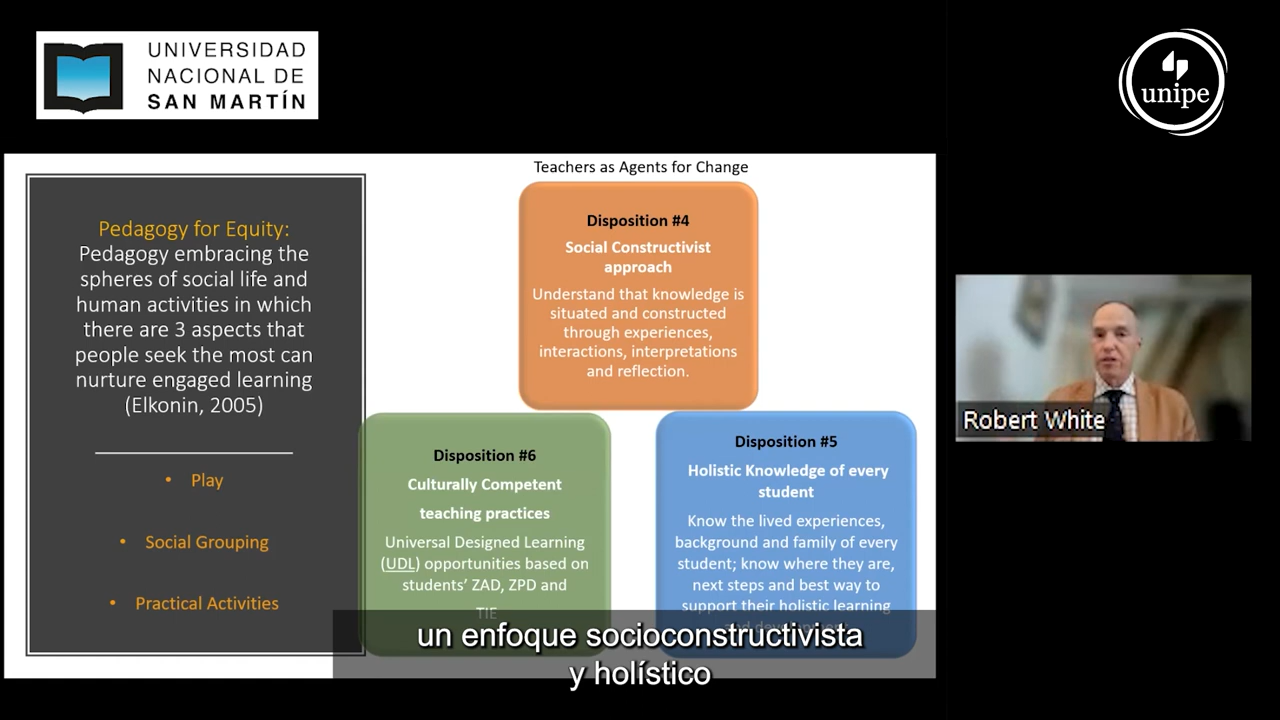 UNIVERSIDAD
NACIONAL DE
SAN MARTÍN
unipe
Teachers as Agents for Change
Pedagogy for Equity:
Pedagogy embracing the
spheres of social life and
human activities in which
there are 3 aspects that
people seek the most can
nurture engaged learning
(Elkonin, 2005)
• Play
• Social Grouping
• Practical Activities
Disposition #4
Social Constructivist
approach
Understand that knowledge is
situated and constructed
through experiences,
interactions, interpretations
and reflection.
Disposition #6
Culturally Competent
teaching practices
Universal Designed Learning
(UDL) opportunities based on
students’ ZAD, ZPD and
TIE
Disposition #5
Holistic Knowledge of every
student
Know the lived experiences,
background and family of every
student; know where they are,
next steps and best way to
support their holistic learning
and
Robert White
un enfoque socioconstructivista
y holístico